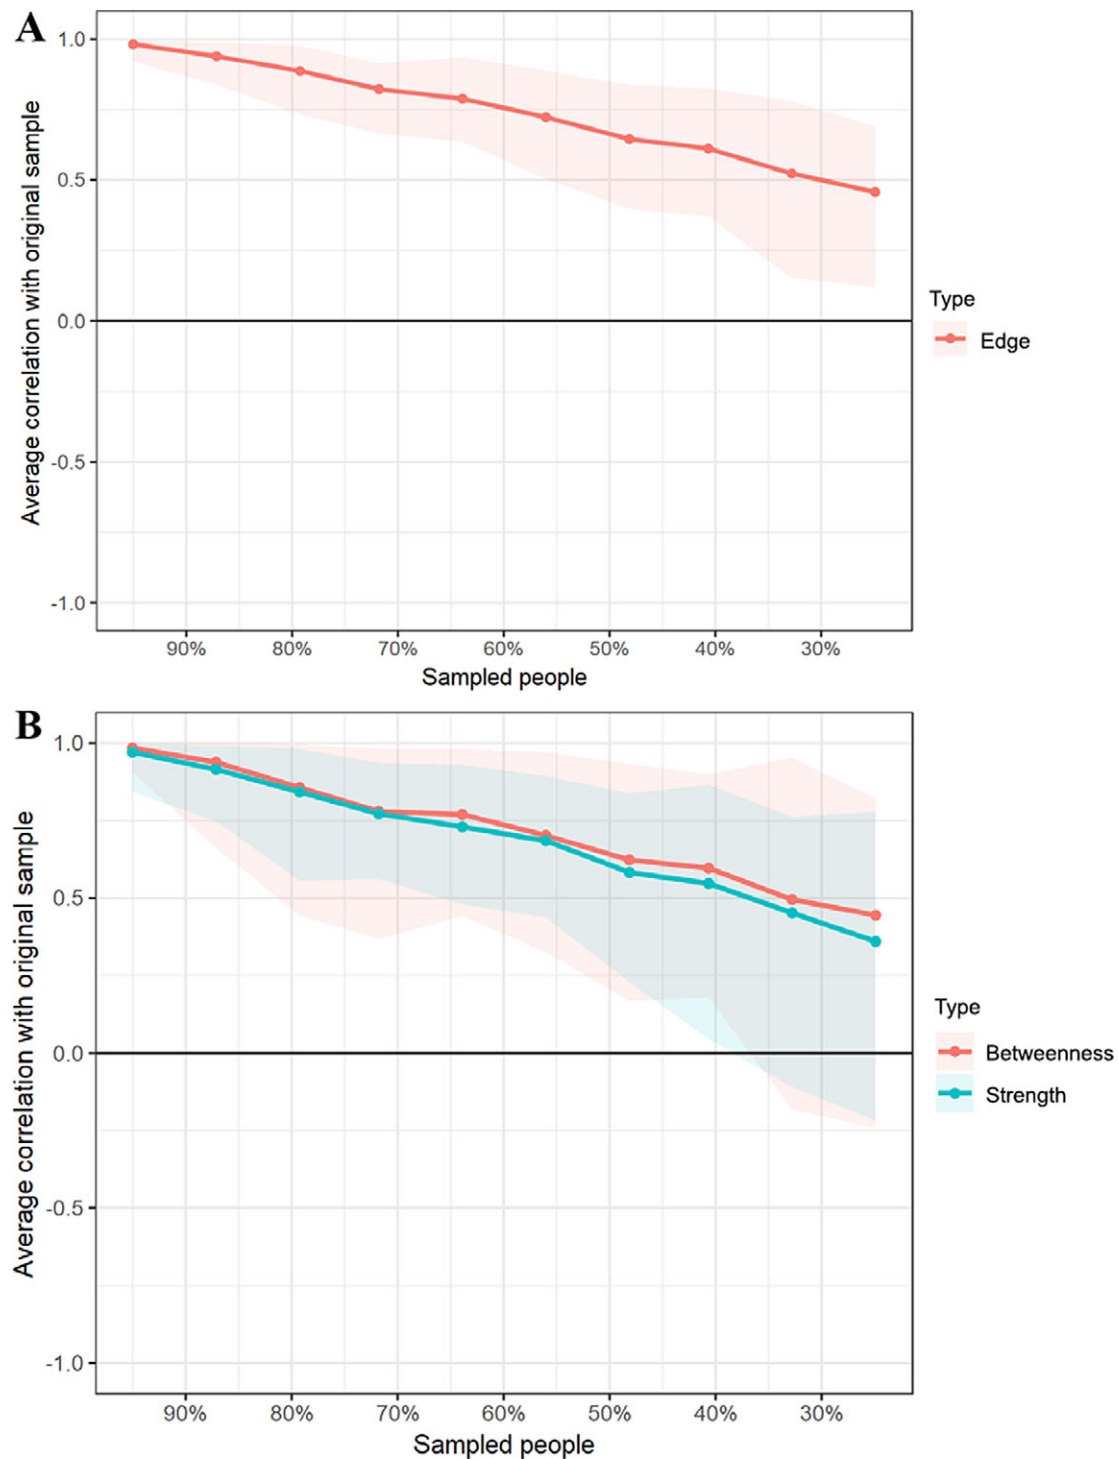 A
Average correlation with original sample
1.0
0.5
0.0
-0.5
-1.0
90% 80% 70% 60% 50% 40% 30%
Sampled people
Type
Edge
B
Average correlation with original sample
1.0
0.5
0.0
-0.5
-1.0
90% 80% 70% 60% 50% 40% 30%
Sampled people
Type
Betweenness
Strength